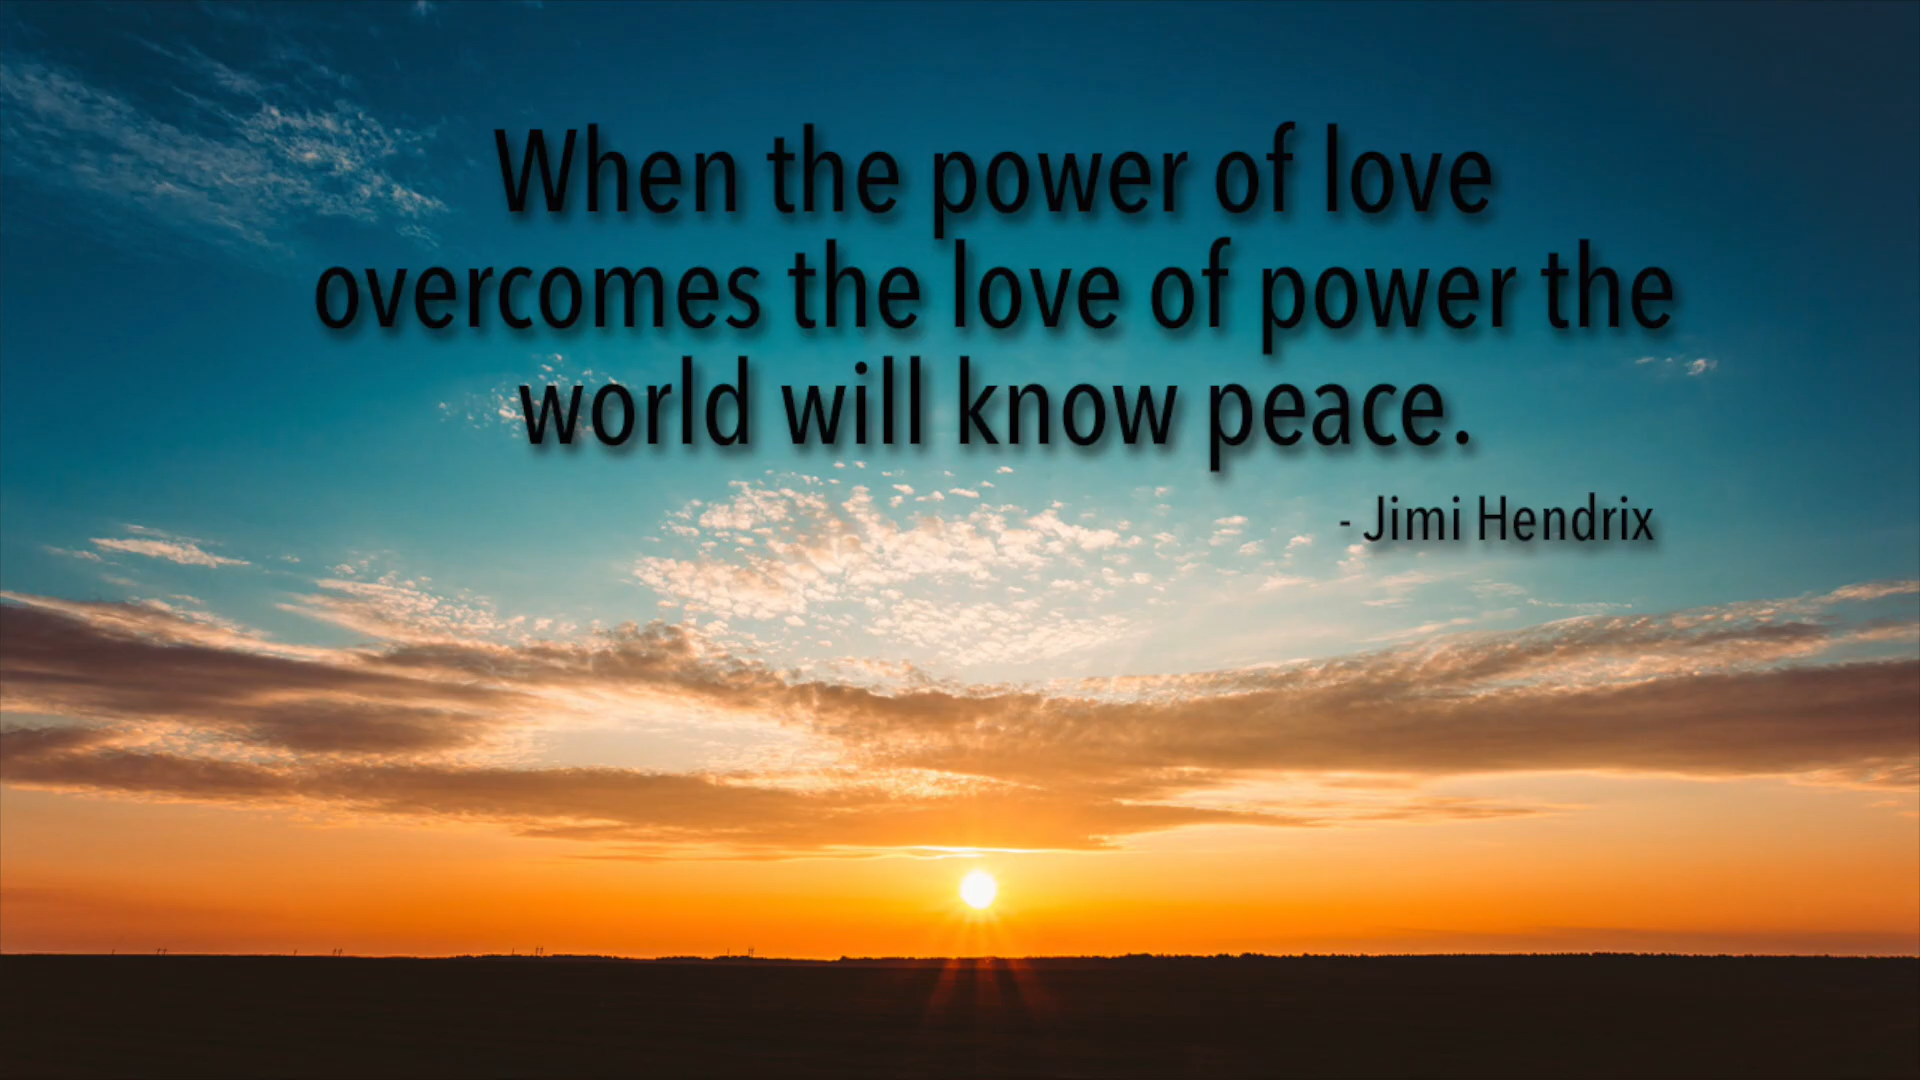 When the power of love
overcomes the love of power the
world will know peace.
- Jimi Hendrix